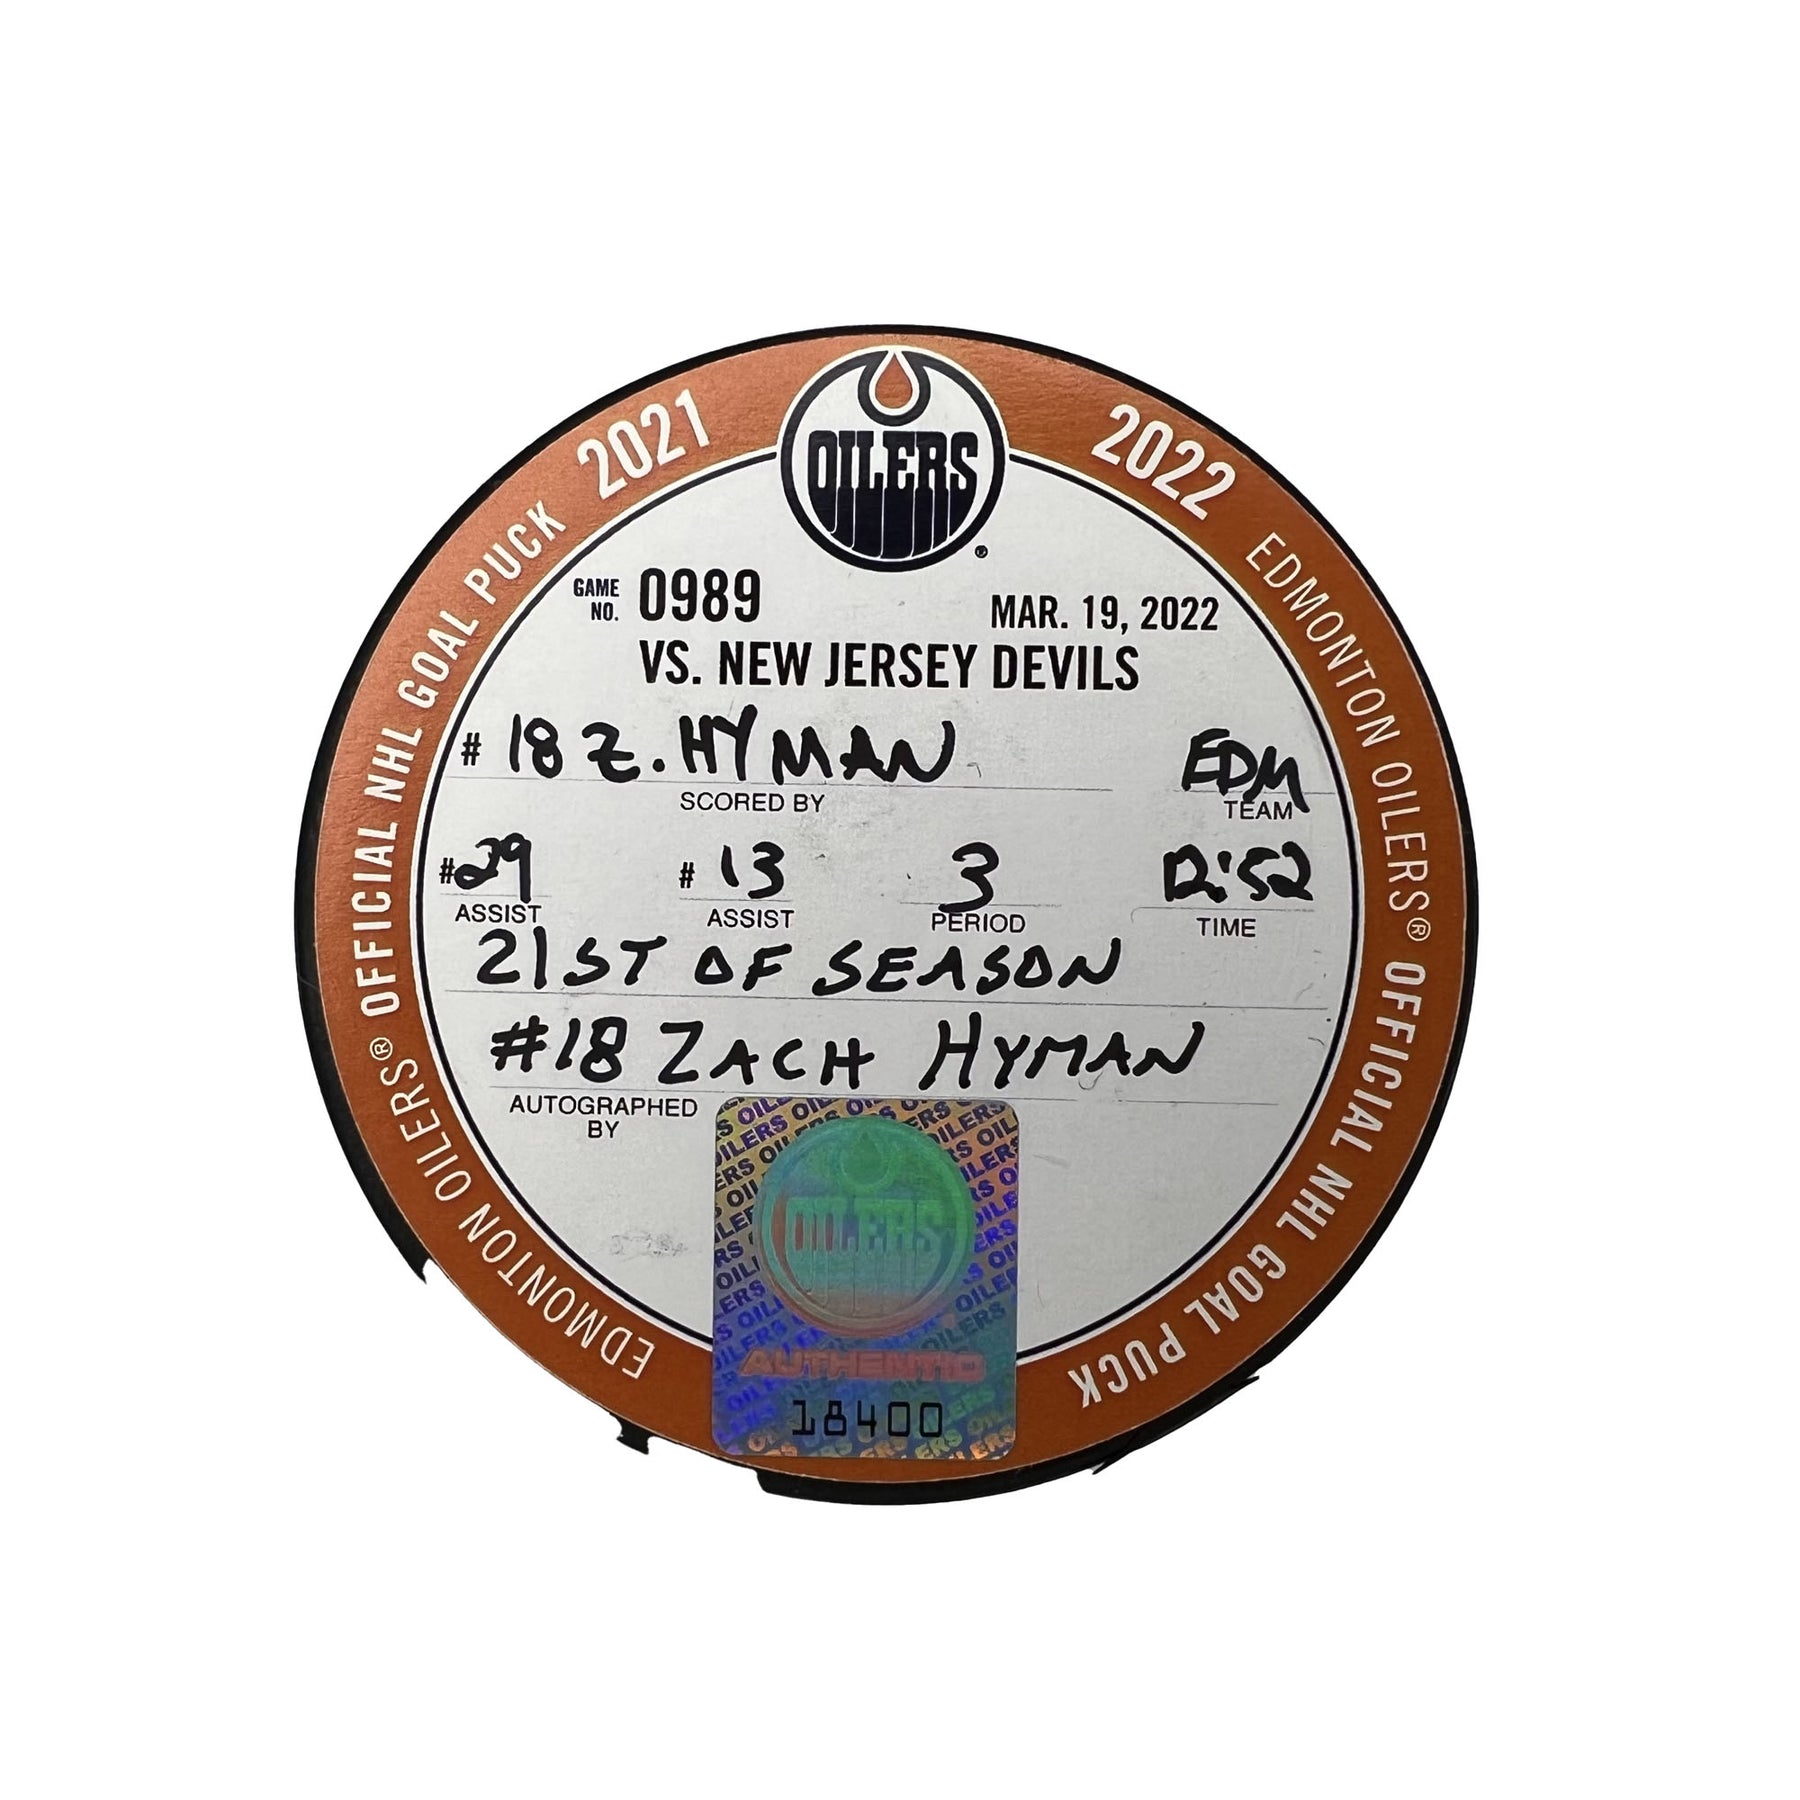 OFFICIAL NHL GOAL PUCK 2021
2022 EDMONTON OILERS® OFFICIAL NHL GOAL PUCK
EDMONTON OILERS®
OILERS
®
GAME NO. 0989
MAR. 19, 2022
VS. NEW JERSEY DEVILS
# 18 Z. HYMAN EDM
SCORED BY TEAM
#29 # 13 3 12:52
ASSIST ASSIST PERIOD TIME
21ST OF SEASON
#18 ZACH HYMAN
AUTOGRAPHED
BY
OILERS
AUTHENTIC
18400